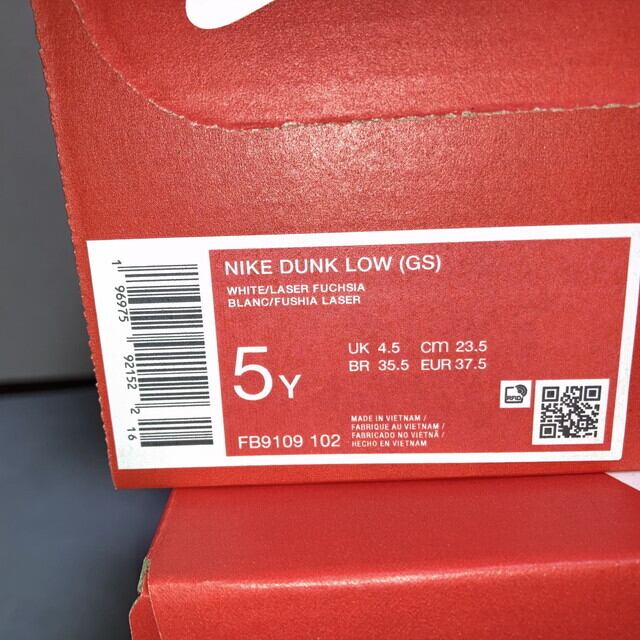 NIKE DUNK LOW (GS)
WHITE/LASER FUCHSIA
BLANC/FUSHIA LASER
5Y
UK 4.5 cm 23.5
BR 35.5 EUR 37.5
FB9109 102
MADE IN VIETNAM /
FABRIQUE AU VIETNAM /
FABRICADO NO VIETNÃ /
HECHO EN VIETNAM
RFID
1 96975 92152 2 16